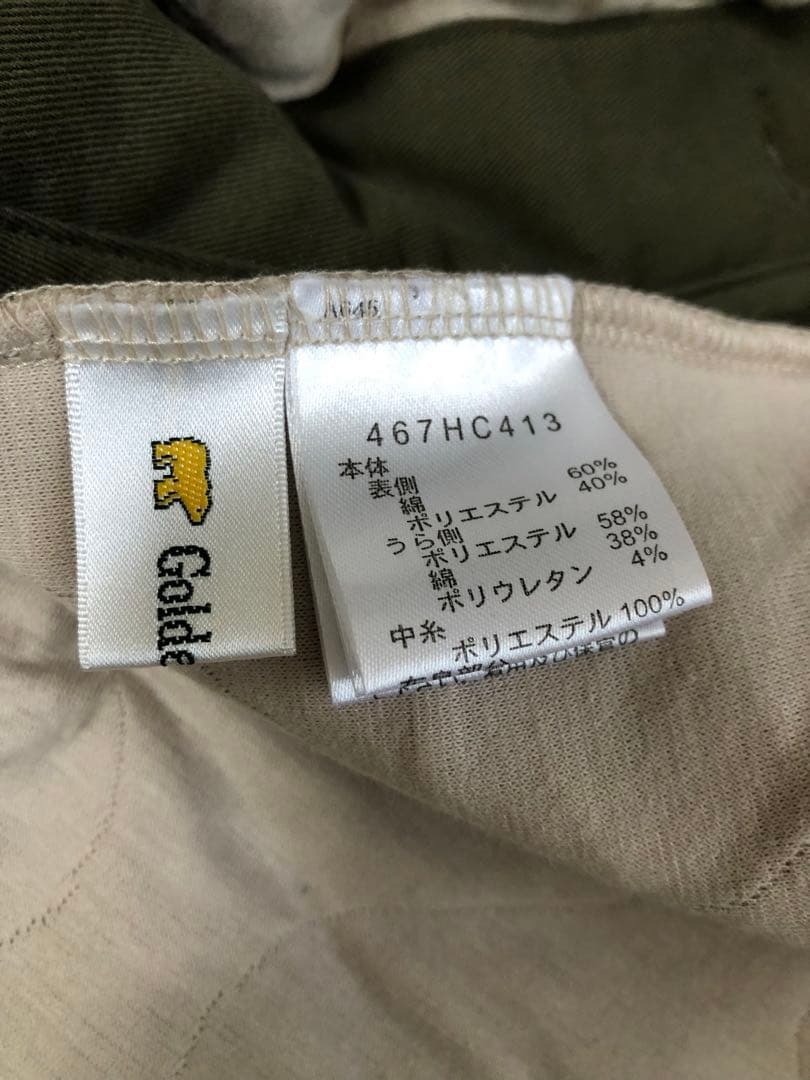 A646
467HC413
本体
表側
綿 60%
ポリエステル 40%
うら側
ポリエステル 58%
綿 38%
ポリウレタン 4%
中糸
ポリエステル 100%
Golde